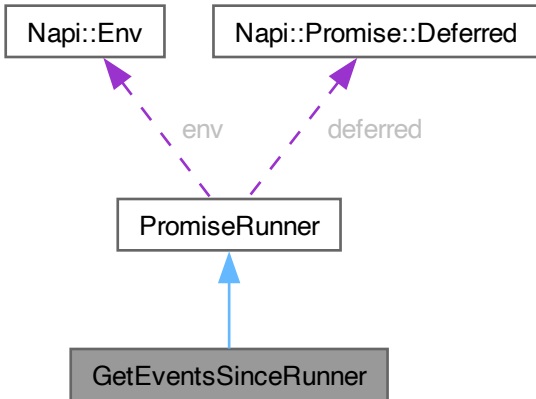 Napi::Env
Napi::Promise::Deferred
env
deferred
PromiseRunner
GetEventsSinceRunner